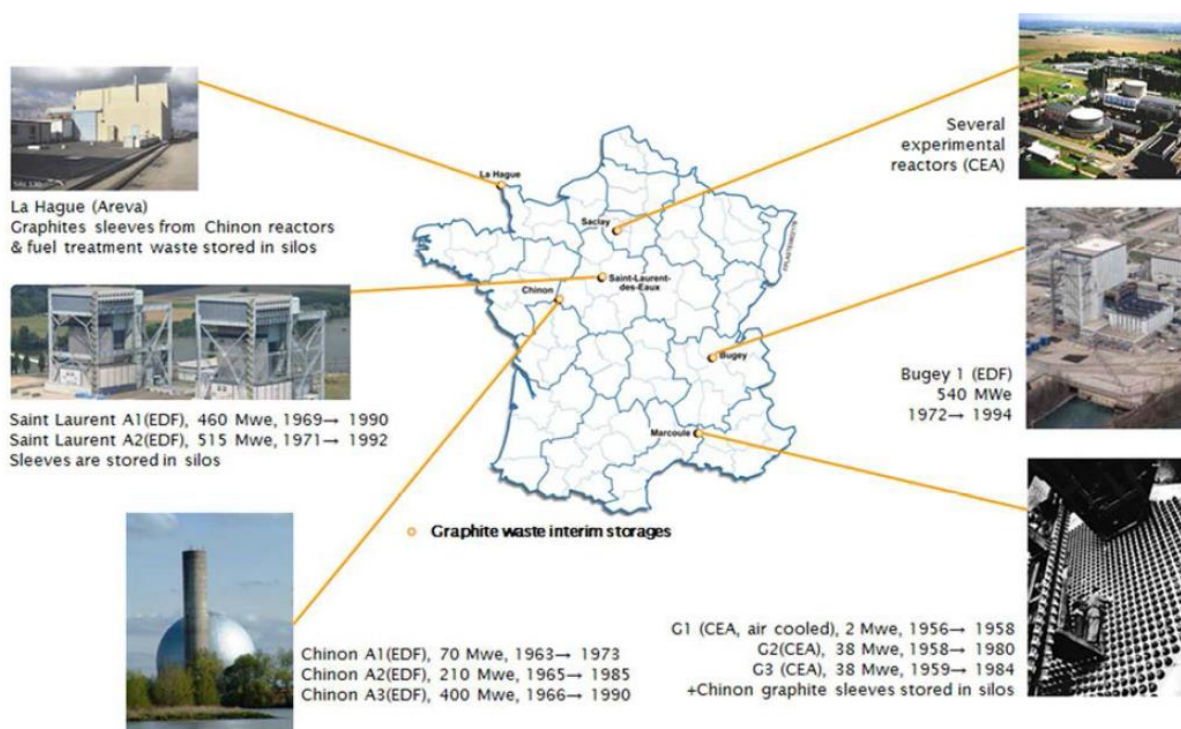 La Hague (Areva)
Graphites sleeves from Chinon reactors
& fuel treatment waste stored in silos
Saint Laurent A1(EDF), 460 Mwe, 1969→ 1990
Saint Laurent A2(EDF), 515 Mwe, 1971→ 1992
Sleeves are stored in silos
Chinon A1(EDF), 70 Mwe, 1963→ 1973
Chinon A2(EDF), 210 Mwe, 1965→ 1985
Chinon A3(EDF), 400 Mwe, 1966→ 1990
La Hague
Saclay
Saint-Laurent-
des-Eaux
Chinon
Bugey
Marcoule
Graphite waste interim storages
Several
experimental
reactors (CEA)
Bugey 1 (EDF)
540 MWe
1972→ 1994
G1 (CEA, air cooled), 2 Mwe, 1956→ 1958
G2(CEA), 38 Mwe, 1958→ 1980
G3 (CEA), 38 Mwe, 1959→ 1984
+Chinon graphite sleeves stored in silos